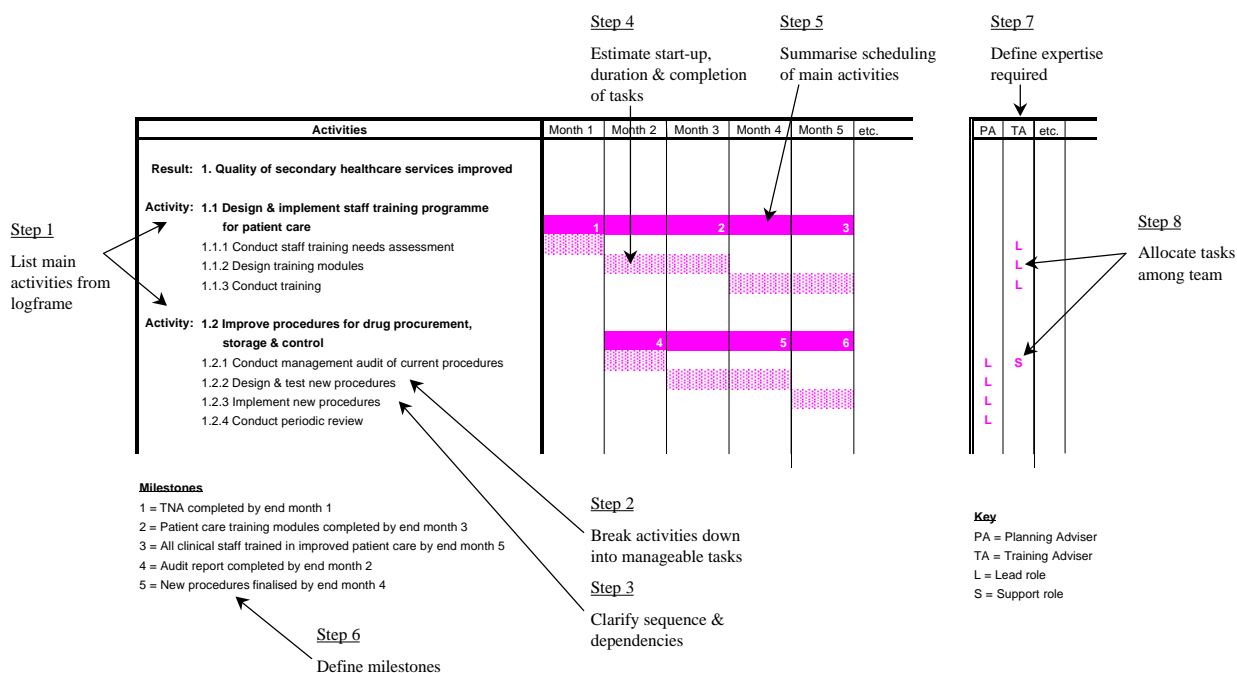 Step 4
Estimate start-up,
duration & completion
of tasks
Step 5
Summarise scheduling
of main activities
Step 7
Define expertise
required
Activities
Month 1
Month 2
Month 3
Month 4
Month 5
etc.
PA
TA
etc.
Result: 1. Quality of secondary healthcare services improved
Activity: 1.1 Design & implement staff training programme
for patient care
1
2
3
1.1.1 Conduct staff training needs assessment
L
1.1.2 Design training modules
L
1.1.3 Conduct training
L
Step 1
List main
activities from
logframe
Step 8
Allocate tasks
among team
Activity: 1.2 Improve procedures for drug procurement,
storage & control
4
5
6
1.2.1 Conduct management audit of current procedures
L
S
1.2.2 Design & test new procedures
L
1.2.3 Implement new procedures
L
1.2.4 Conduct periodic review
L
Milestones
1 = TNA completed by end month 1
2 = Patient care training modules completed by end month 3
3 = All clinical staff trained in improved patient care by end month 5
4 = Audit report completed by end month 2
5 = New procedures finalised by end month 4
Step 2
Break activities down
into manageable tasks
Step 3
Clarify sequence &
dependencies
Step 6
Define milestones
Key
PA = Planning Adviser
TA = Training Adviser
L = Lead role
S = Support role